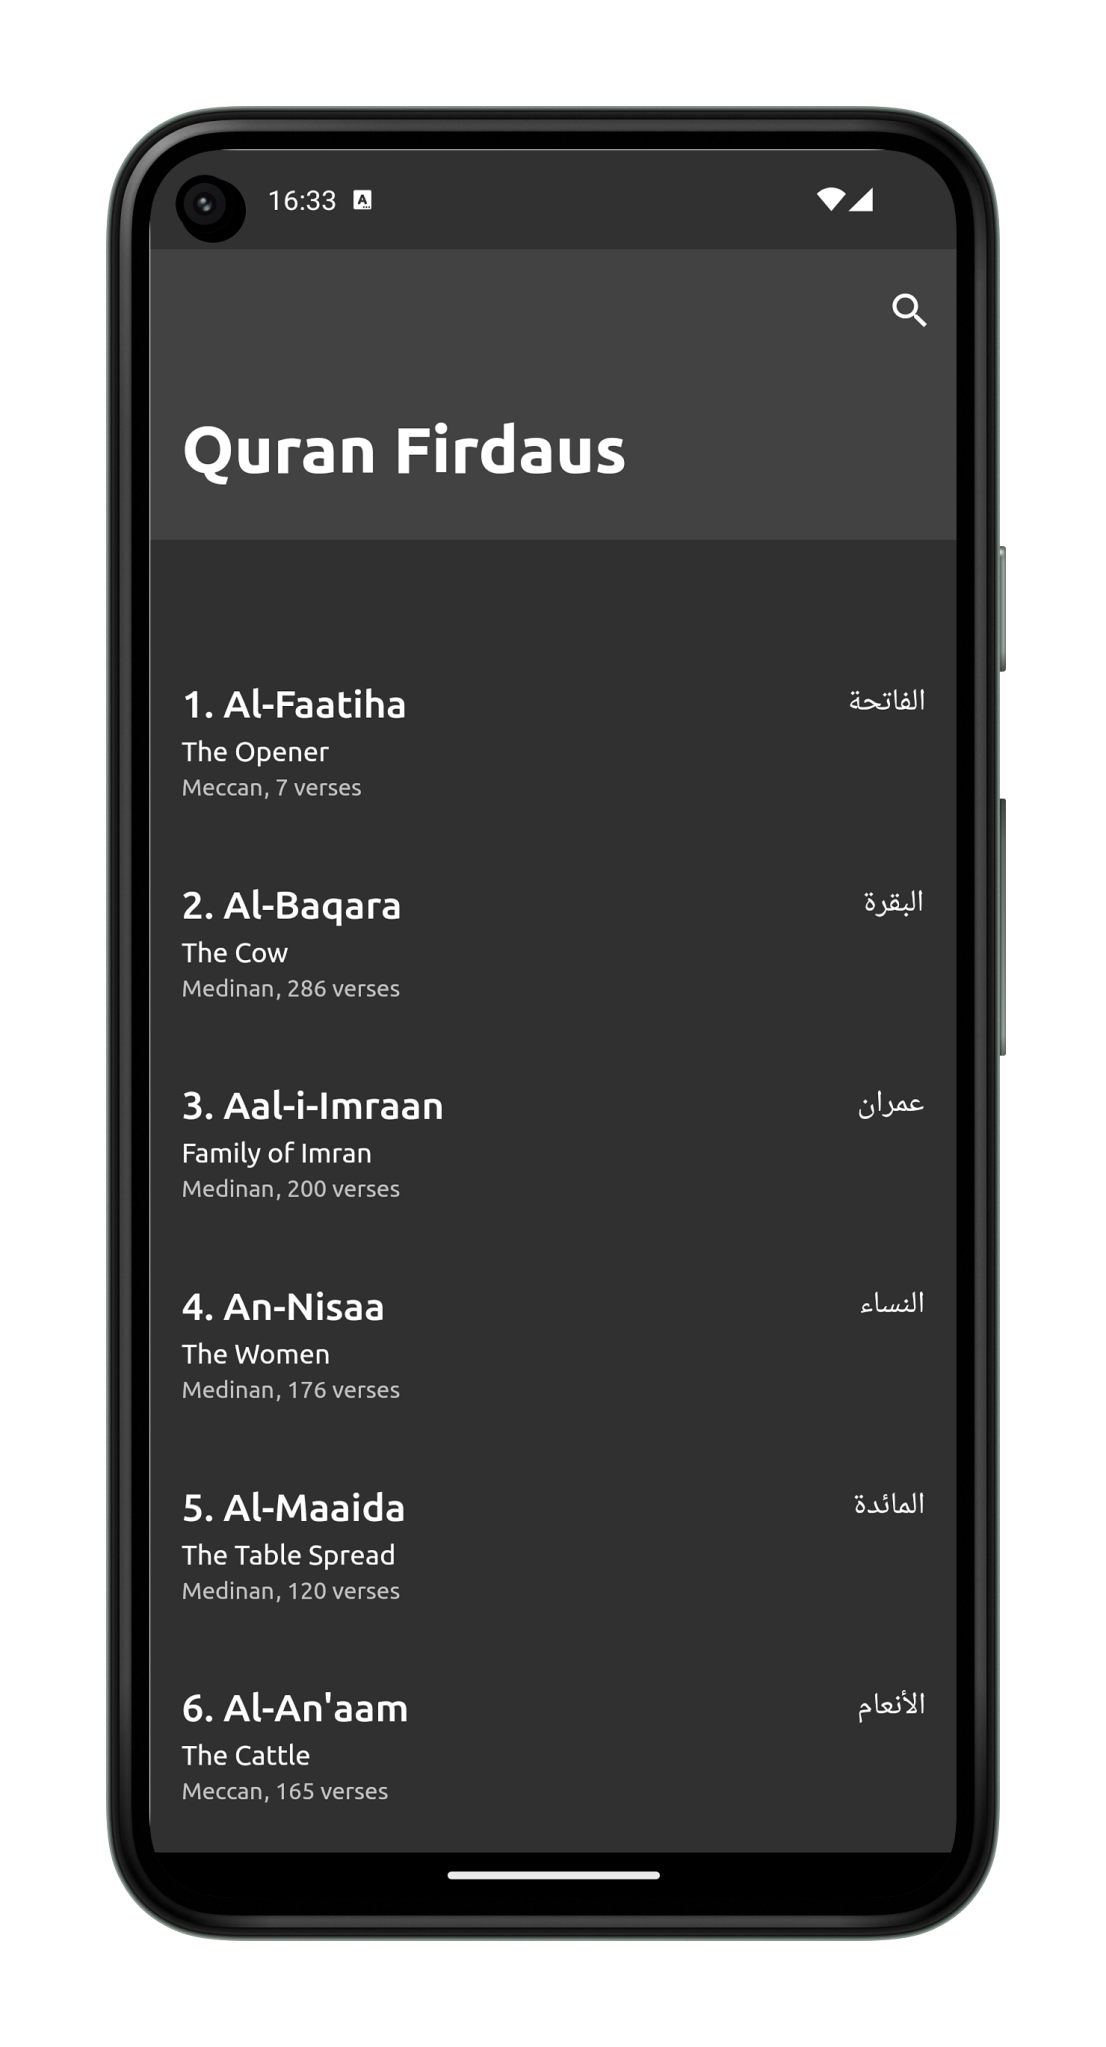 16:33
Quran Firdaus
1. Al-Faatiha الفاتحة
The Opener
Meccan, 7 verses
2. Al-Baqara البقرة
The Cow
Medinan, 286 verses
3. Aal-i-Imraan عمران
Family of Imran
Medinan, 200 verses
4. An-Nisaa النساء
The Women
Medinan, 176 verses
5. Al-Maaida المائدة
The Table Spread
Medinan, 120 verses
6. Al-An'aam الأنعام
The Cattle
Meccan, 165 verses